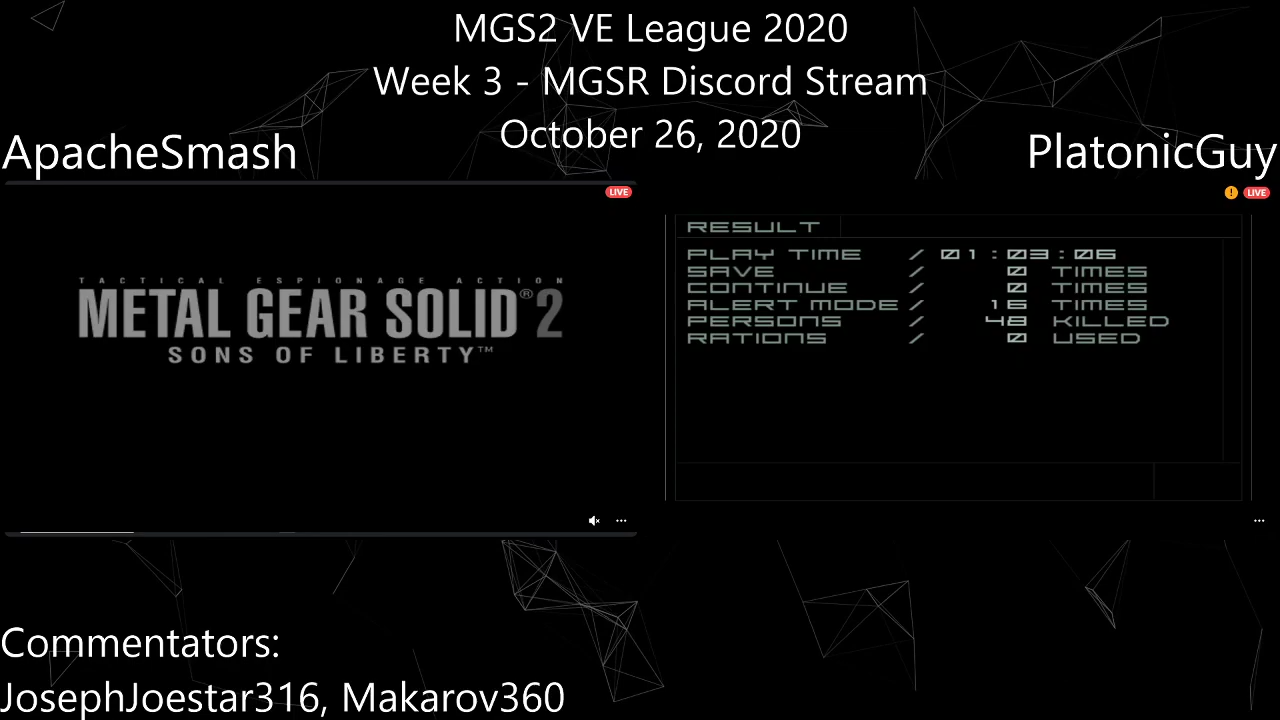 MGS2 VE League 2020
Week 3 - MGSR Discord Stream
October 26, 2020
ApacheSmash
PlatonicGuy
LIVE
! LIVE
TACTICAL ESPIONAGE ACTION
METAL GEAR SOLID® 2
SONS OF LIBERTY™
RESULT
PLAY TIME / 01:03:06
SAVE / 0 TIMES
CONTINUE / 0 TIMES
ALERT MODE / 16 TIMES
PERSONS / 48 KILLED
RATIONS / 0 USED
Commentators:
JosephJoestar316, Makarov360